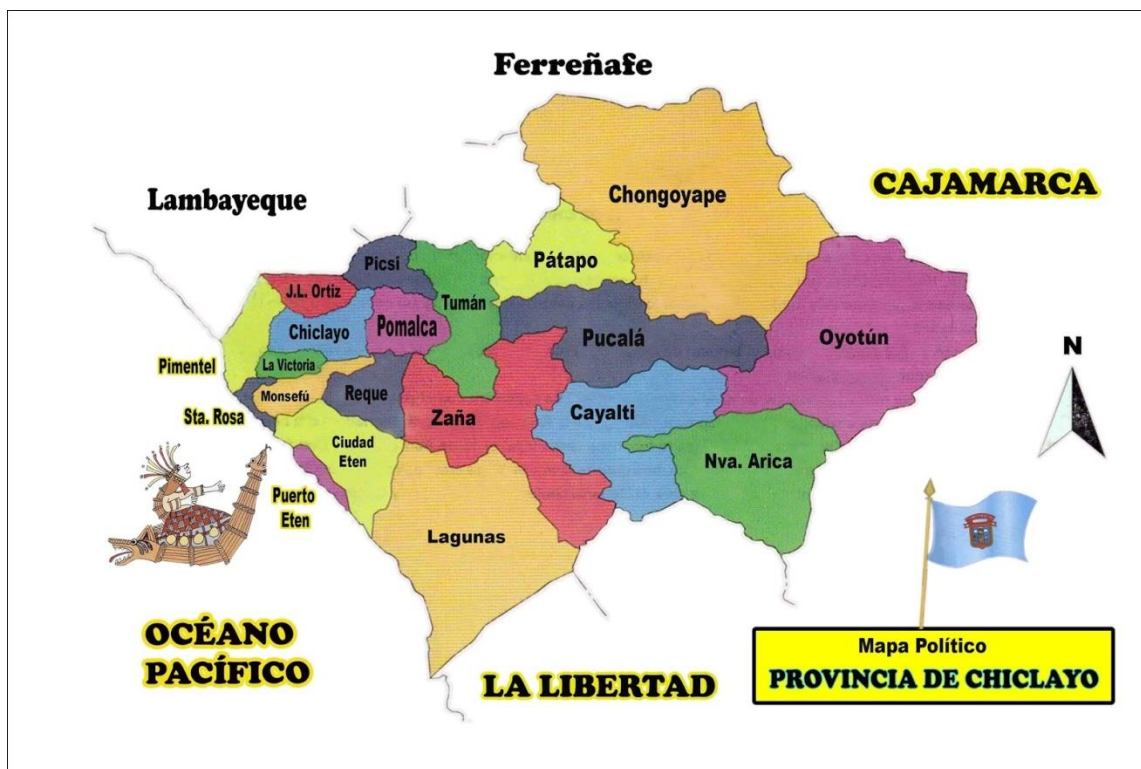 Ferreñafe
Lambayeque
CAJAMARCA
Chongoyape
Picsi
Pátapo
J.L. Ortiz
Tumán
Chiclayo
Pomalca
Pucalá
Oyotún
N
Pimentel
La Victoria
Monsefú
Reque
Sta. Rosa
Zaña
Cayalti
Ciudad
Eten
Nva. Arica
Puerto
Eten
Lagunas
OCÉANO
PACÍFICO
LA LIBERTAD
Mapa Político
PROVINCIA DE CHICLAYO